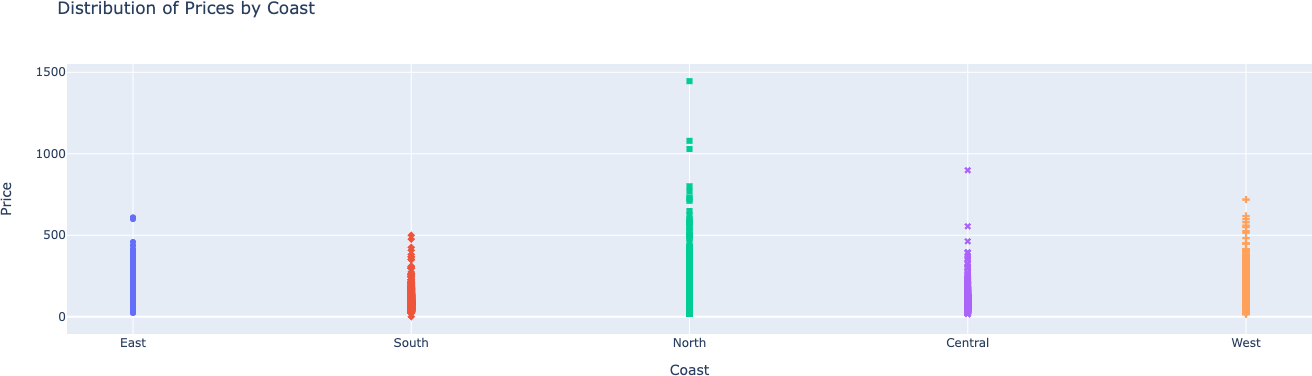 Distribution of Prices by Coast
1500
1000
500
0
Price
East South North Central West
Coast